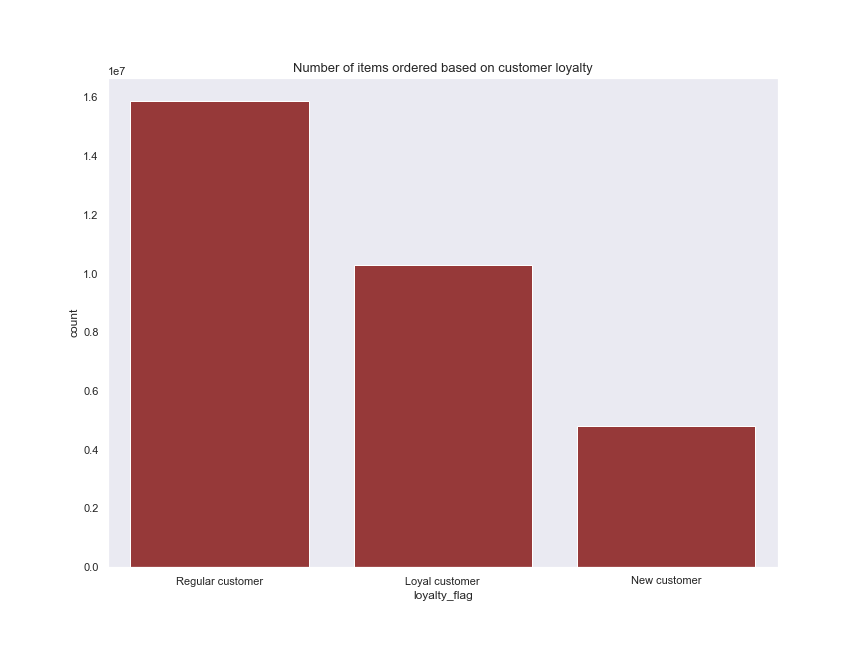 Number of items ordered based on customer loyalty
1e7
1.6
1.4
1.2
1.0
0.8
0.6
0.4
0.2
0.0
count
Regular customer
Loyal customer
New customer
loyalty_flag